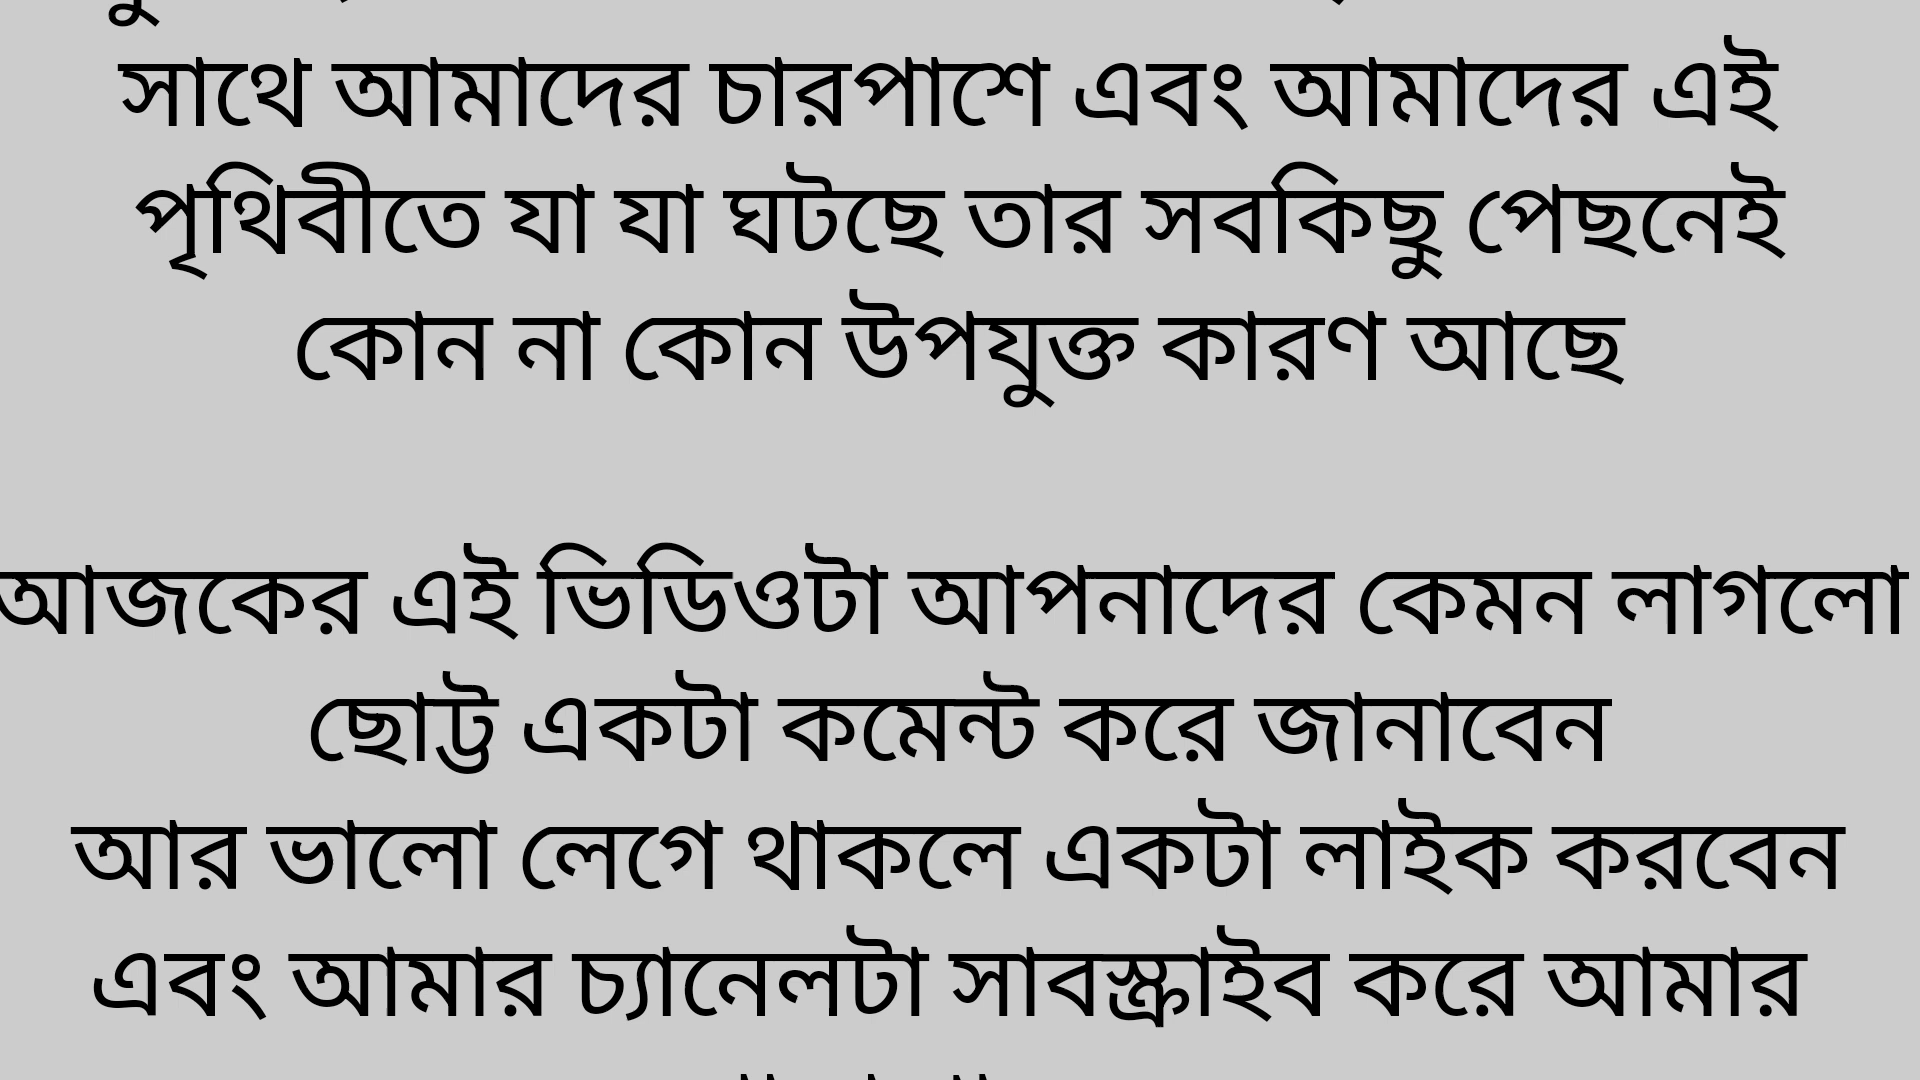 সাথে আমাদের চারপাশে এবং আমাদের এই
পৃথিবীতে যা যা ঘটছে তার সবকিছু পেছনেই
কোন না কোন উপযুক্ত কারণ আছে
আজকের এই ভিডিওটা আপনাদের কেমন লাগলো
ছোট্ট একটা কমেন্ট করে জানাবেন
আর ভালো লেগে থাকলে একটা লাইক করবেন
এবং আমার চ্যানেলটা সাবস্ক্রাইব করে আমার